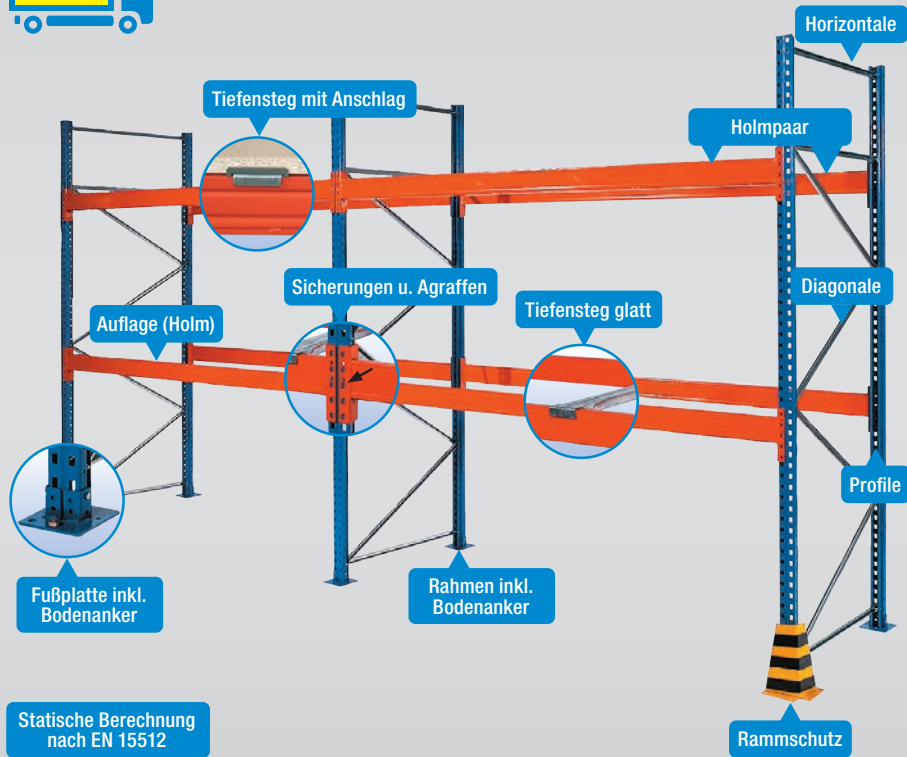 Horizontale
Tiefensteg mit Anschlag
Holmpaar
Sicherungen u. Agraffen
Diagonale
Tiefensteg glatt
Auflage (Holm)
Profile
Fußplatte inkl.
Bodenanker
Rahmen inkl.
Bodenanker
Statische Berechnung
nach EN 15512
Rammschutz